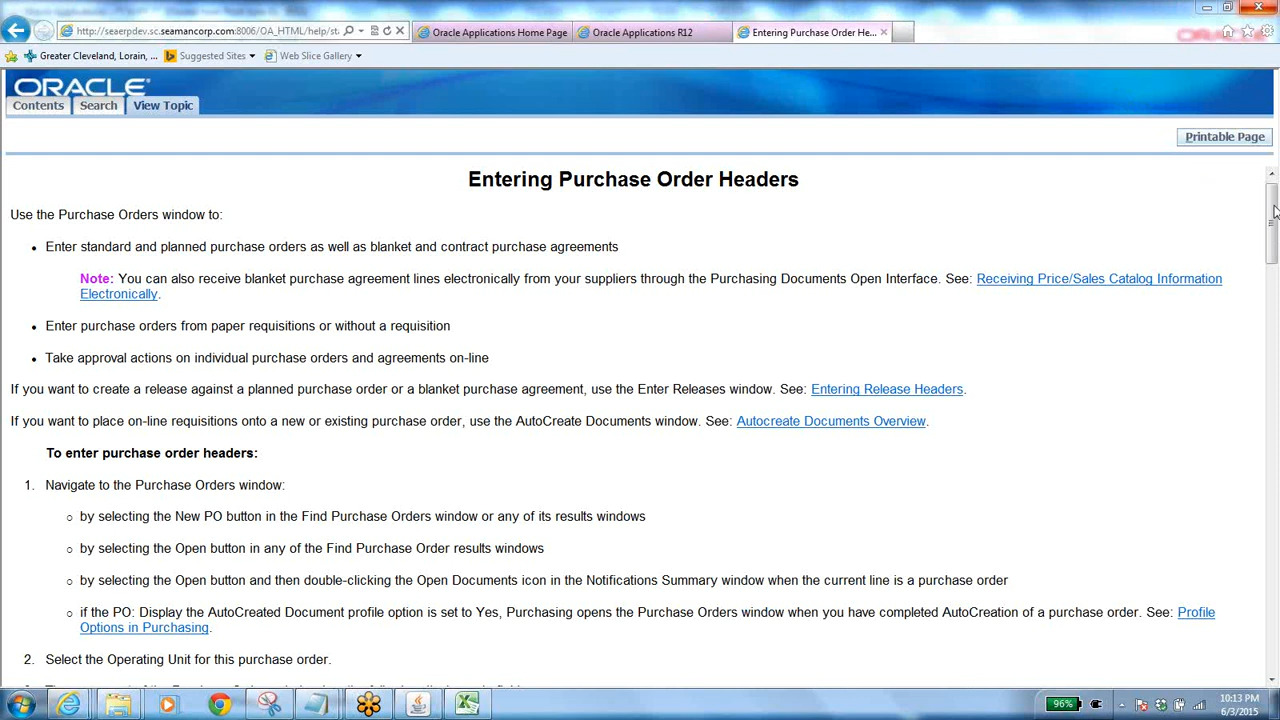 http://seaerpdev.sc.seamancorp.com:8006/OA_HTML/help/st
Oracle Applications Home Page
Oracle Applications R12
Entering Purchase Order He...
Greater Cleveland, Lorain, ...
Suggested Sites
Web Slice Gallery
ORACLE
Contents
Search
View Topic
Printable Page
Entering Purchase Order Headers
Use the Purchase Orders window to:
Enter standard and planned purchase orders as well as blanket and contract purchase agreements
Note: You can also receive blanket purchase agreement lines electronically from your suppliers through the Purchasing Documents Open Interface. See: Receiving Price/Sales Catalog Information
Electronically.
Enter purchase orders from paper requisitions or without a requisition
Take approval actions on individual purchase orders and agreements on-line
If you want to create a release against a planned purchase order or a blanket purchase agreement, use the Enter Releases window. See: Entering Release Headers.
If you want to place on-line requisitions onto a new or existing purchase order, use the AutoCreate Documents window. See: Autocreate Documents Overview.
To enter purchase order headers:
1. Navigate to the Purchase Orders window:
by selecting the New PO button in the Find Purchase Orders window or any of its results windows
by selecting the Open button in any of the Find Purchase Order results windows
by selecting the Open button and then double-clicking the Open Documents icon in the Notifications Summary window when the current line is a purchase order
if the PO: Display the AutoCreated Document profile option is set to Yes, Purchasing opens the Purchase Orders window when you have completed AutoCreation of a purchase order. See: Profile
Options in Purchasing.
2. Select the Operating Unit for this purchase order.
96%
10:13 PM
6/3/2015